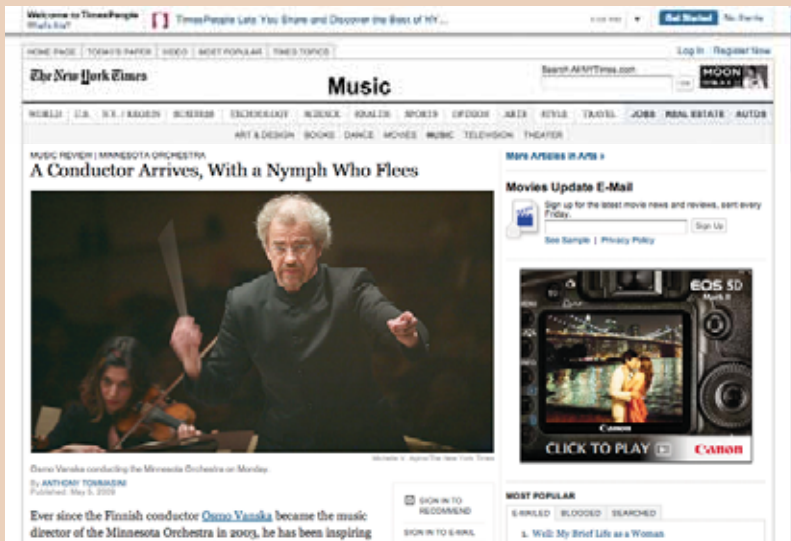 Welcome to TimesPeople
What's this?
TimesPeople Lets You Share and Discover the Best of NY...
Get Started
No, thanks
HOME PAGE TODAY'S PAPER VIDEO MOST POPULAR TIMES TOPICS
Log In Register Now
The New York Times
Music
Search All NYTimes.com
MOON
WORLD U.S. N.Y. / REGION BUSINESS TECHNOLOGY SCIENCE HEALTH SPORTS OPINION ARTS STYLE TRAVEL JOBS REAL ESTATE AUTOS
ART & DESIGN BOOKS DANCE MOVIES MUSIC TELEVISION THEATER
MUSIC REVIEW | MINNESOTA ORCHESTRA
A Conductor Arrives, With a Nymph Who Flees
Osmo Vanska conducting the Minnesota Orchestra on Monday.
By ANTHONY TOMMASINI
Published: May 5, 2009
Ever since the Finnish conductor Osmo Vanska became the music
director of the Minnesota Orchestra in 2003, he has been inspiring
SIGN IN TO
RECOMMEND
SIGN IN TO E-MAIL
More Articles in Arts »
Movies Update E-Mail
Sign up for the latest movie news and reviews, sent every
Friday.
Sign Up
See Sample | Privacy Policy
EOS 5D
Mark II
Canon
CLICK TO PLAY
Canon
MOST POPULAR
E-MAILED BLOGGED SEARCHED
1. Well: My Brief Life as a Woman